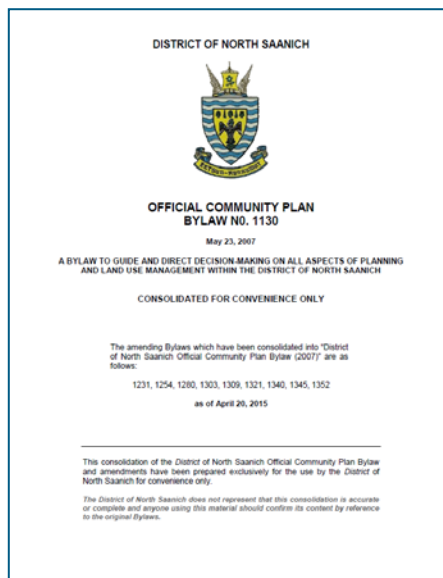 DISTRICT OF NORTH SAANICH
OFFICIAL COMMUNITY PLAN
BYLAW N0. 1130
May 23, 2007
A BYLAW TO GUIDE AND DIRECT DECISION-MAKING ON ALL ASPECTS OF PLANNING
AND LAND USE MANAGEMENT WITHIN THE DISTRICT OF NORTH SAANICH
CONSOLIDATED FOR CONVENIENCE ONLY
The amending Bylaws which have been consolidated into "District
of North Saanich Official Community Plan Bylaw (2007)" are as
follows:
1231, 1254, 1280, 1303, 1309, 1321, 1340, 1345, 1352
as of April 20, 2015
This consolidation of the District of North Saanich Official Community Plan Bylaw
and amendments have been prepared exclusively for the use by the District of
North Saanich for convenience only.
The District of North Saanich does not represent that this consolidation is accurate
or complete and anyone using this material should confirm its content by reference
to the original Bylaws.